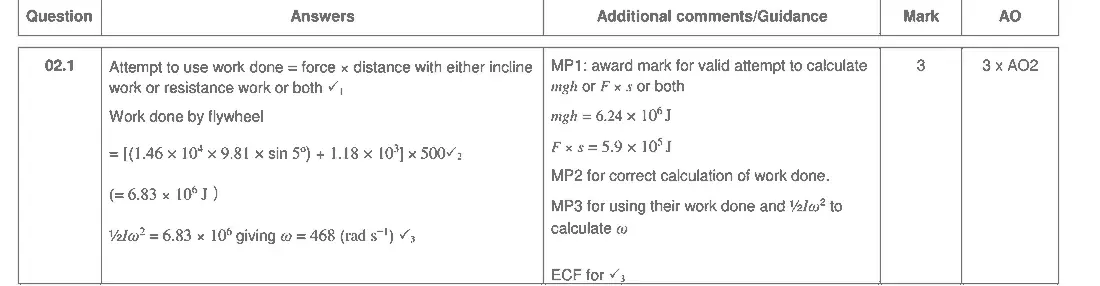 Question Answers Additional comments/Guidance Mark AO
02.1 Attempt to use work done = force × distance with either incline work or resistance work or both ✓₁
Work done by flywheel
= [(1.46 × 10⁴ × 9.81 × sin 5°) + 1.18 × 10³] × 500✓₂
(= 6.83 × 10⁶ J )
½Iω² = 6.83 × 10⁶ giving ω = 468 (rad s⁻¹) ✓₃
MP1: award mark for valid attempt to calculate
mgh or F × s or both
mgh = 6.24 × 10⁶ J
F × s = 5.9 × 10⁵ J
MP2 for correct calculation of work done.
MP3 for using their work done and ½Iω² to
calculate ω
ECF for ✓₃
3
3 x AO2